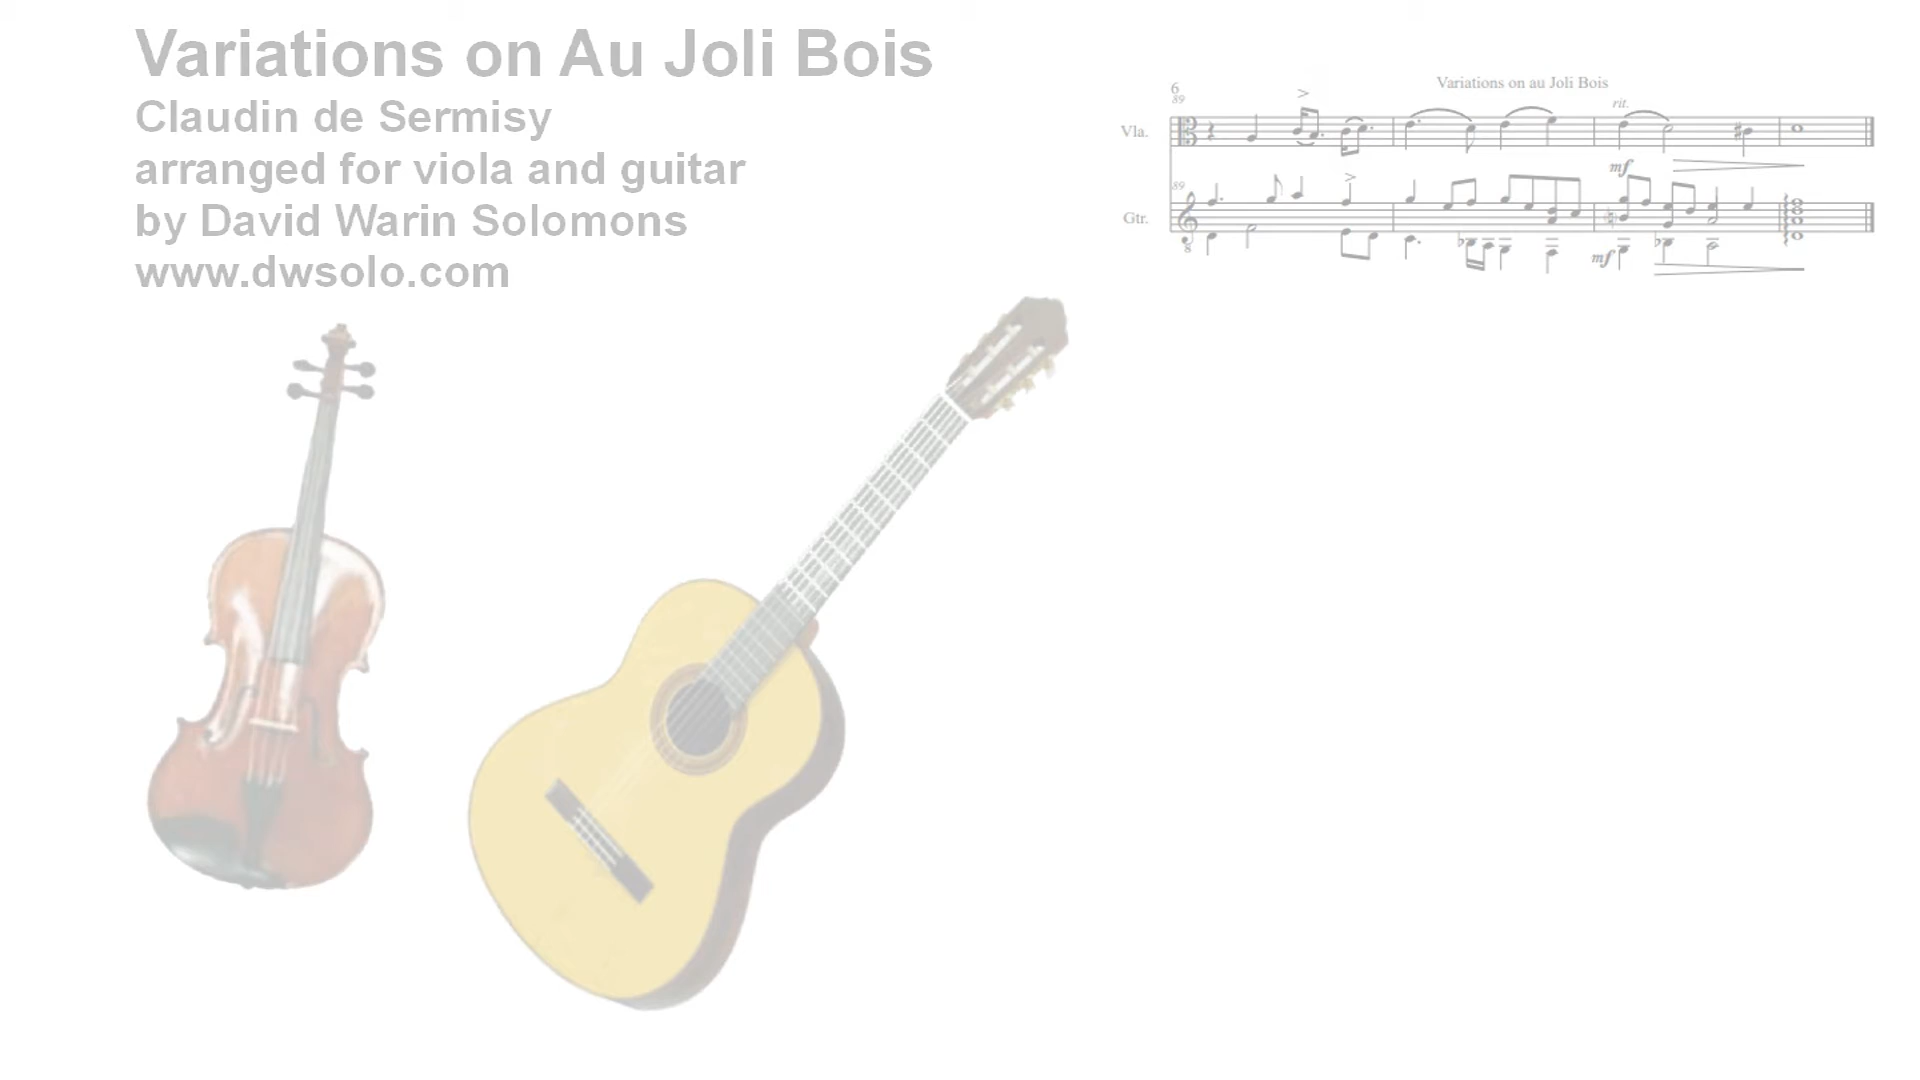 Variations on Au Joli Bois
Claudin de Sermisy
arranged for viola and guitar
by David Warin Solomons
www.dwsolo.com
6
Variations on au Joli Bois
89
rit.
Vla.
mf
89
Gtr.
8
mf